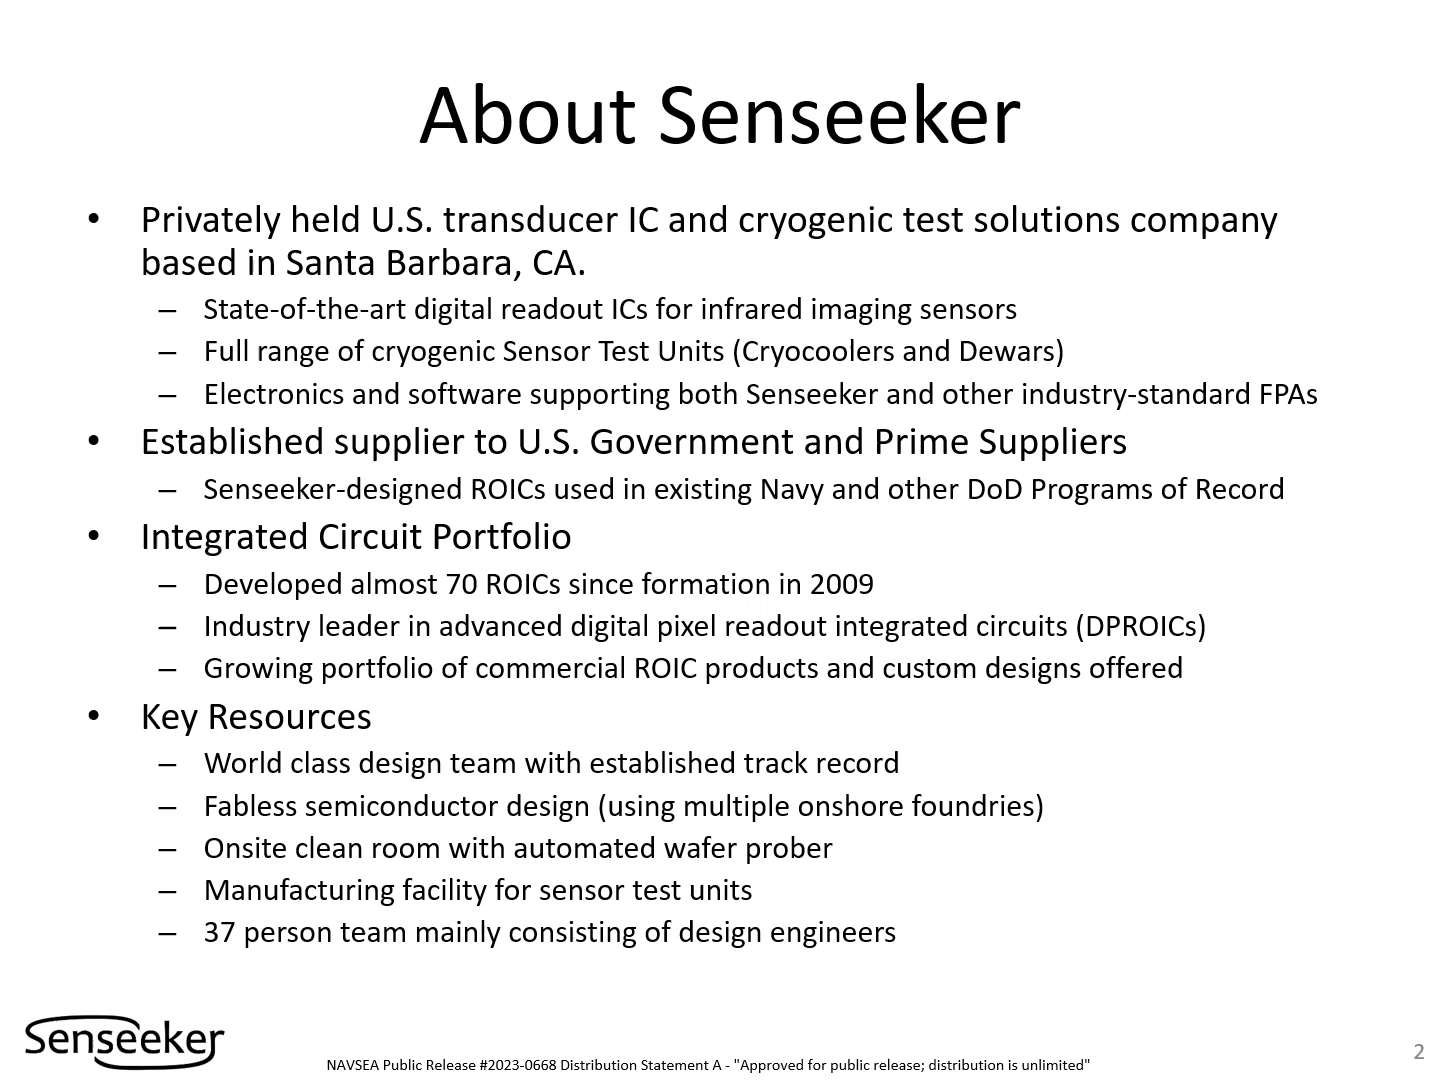 About Senseeker
• Privately held U.S. transducer IC and cryogenic test solutions company
based in Santa Barbara, CA.
– State-of-the-art digital readout ICs for infrared imaging sensors
– Full range of cryogenic Sensor Test Units (Cryocoolers and Dewars)
– Electronics and software supporting both Senseeker and other industry-standard FPAs
• Established supplier to U.S. Government and Prime Suppliers
– Senseeker-designed ROICs used in existing Navy and other DoD Programs of Record
• Integrated Circuit Portfolio
– Developed almost 70 ROICs since formation in 2009
– Industry leader in advanced digital pixel readout integrated circuits (DPROICs)
– Growing portfolio of commercial ROIC products and custom designs offered
• Key Resources
– World class design team with established track record
– Fabless semiconductor design (using multiple onshore foundries)
– Onsite clean room with automated wafer prober
– Manufacturing facility for sensor test units
– 37 person team mainly consisting of design engineers
Senseeker
NAVSEA Public Release #2023-0668 Distribution Statement A - "Approved for public release; distribution is unlimited"
2